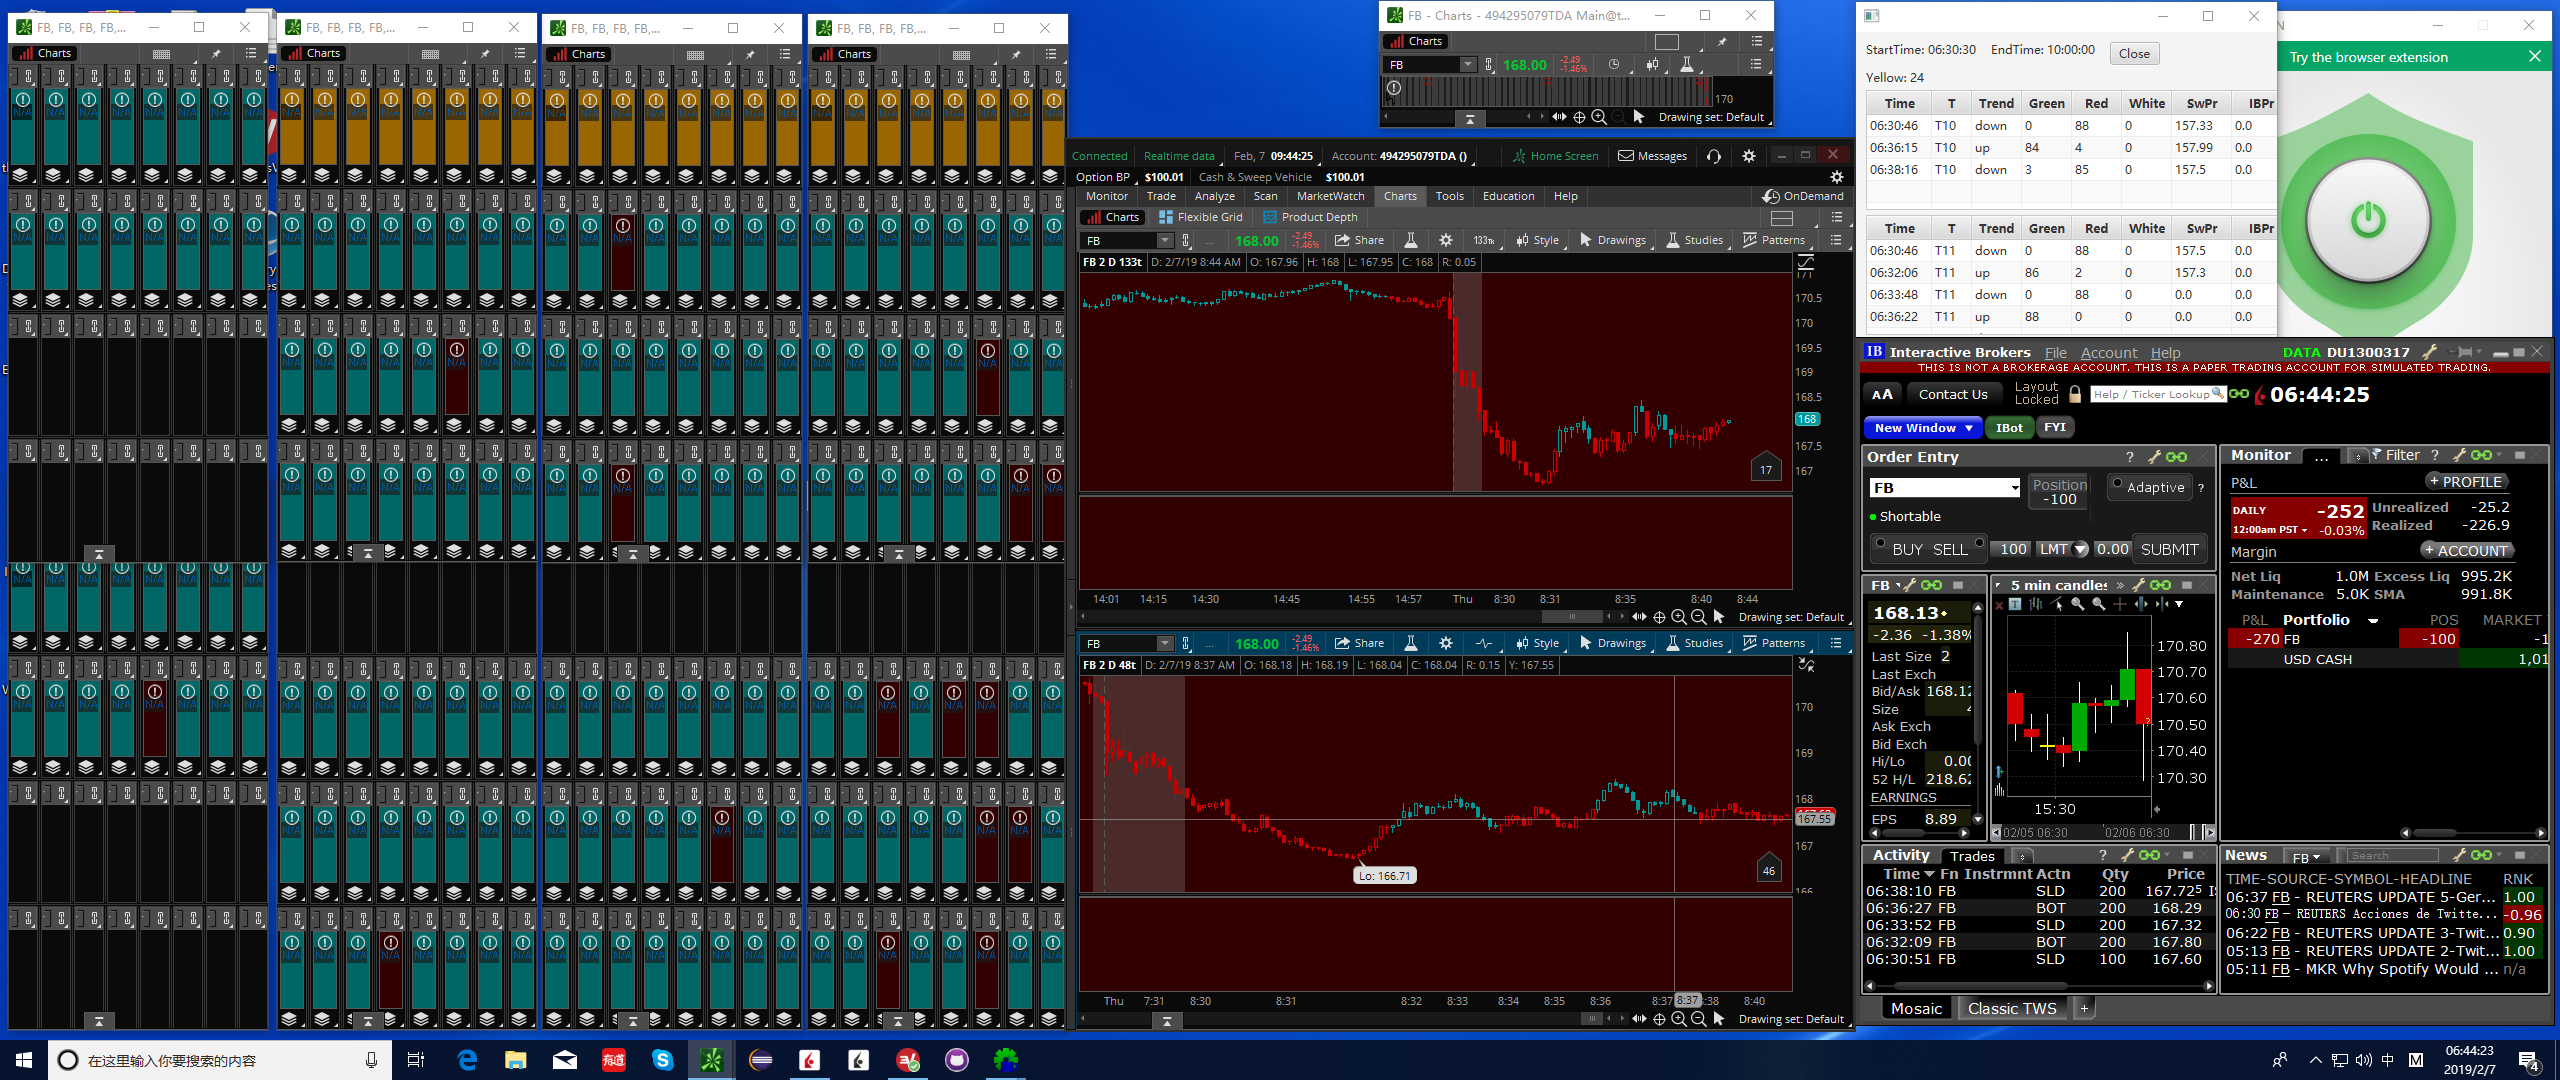 FB, FB, FB, FB,...
Charts
FB, FB, FB, FB,...
Charts
FB, FB, FB, FB,...
Charts
FB, FB, FB, FB,...
Charts
N/A
FB - Charts - 494295079TDA Main@t...
Charts
FB 168.00 -2.49 -1.46%
170
Drawing set: Default
Connected Realtime data Feb, 7 09:44:25 Account: 494295079TDA () Home Screen Messages
Option BP $100.01 Cash & Sweep Vehicle $100.01
Monitor Trade Analyze Scan MarketWatch Charts Tools Education Help OnDemand
Charts Flexible Grid Product Depth
FB ... 168.00 -2.49 -1.46% Share 133Tk Style Drawings Studies Patterns
FB 2 D 133t D: 2/7/19 8:44 AM O: 167.96 H: 168 L: 167.95 C: 168 R: 0.05
171
170.5
170
169.5
169
168.5
168
167.5
167
17
14:01 14:15 14:30 14:45 14:55 14:57 Thu 8:30 8:31 8:35 8:40 8:44
Drawing set: Default
FB ... 168.00 -2.49 -1.46% Share Style Drawings Studies Patterns
FB 2 D 48t D: 2/7/19 8:37 AM O: 168.18 H: 168.19 L: 168.04 C: 168.04 R: 0.15 Y: 167.55
170
169
168
167.55
167
166
Lo: 166.71
46
Thu 7:31 8:30 8:31 8:32 8:33 8:34 8:35 8:36 8:37 8:37 :38 8:40
Drawing set: Default
StartTime: 06:30:30 EndTime: 10:00:00 Close
Yellow: 24
Time T Trend Green Red White SwPr IBPr
06:30:46 T10 down 0 88 0 157.33 0.0
06:36:15 T10 up 84 4 0 157.99 0.0
06:38:16 T10 down 3 85 0 157.5 0.0
Time T Trend Green Red White SwPr IBPr
06:30:46 T11 down 0 88 0 157.5 0.0
06:32:06 T11 up 86 2 0 157.3 0.0
06:33:48 T11 down 0 88 0 0.0 0.0
06:36:22 T11 up 88 0 0 0.0 0.0
N
Try the browser extension
IB Interactive Brokers File Account Help DATA DU1300317
THIS IS NOT A BROKERAGE ACCOUNT. THIS IS A PAPER TRADING ACCOUNT FOR SIMULATED TRADING.
AA Contact Us Layout Locked Help / Ticker Lookup 06:44:25
New Window IBot FYI
Order Entry ?
FB Position -100 Adaptive ?
Shortable
BUY SELL 100 LMT 0.00 SUBMIT
Monitor ... Filter ?
P&L + PROFILE
DAILY -252 Unrealized -25.2
12:00am PST -0.03% Realized -226.9
Margin + ACCOUNT
Net Liq 1.0M Excess Liq 995.2K
Maintenance 5.0K SMA 991.8K
P&L Portfolio POS MARKET
-270 FB -100 -1
USD CASH 1,01
FB
168.13
-2.36 -1.38%
Last Size 2
Last Exch
Bid/Ask 168.12
Size
Ask Exch
Bid Exch
Hi/Lo 0.00
52 H/L 218.62
EARNINGS
EPS 8.89
5 min candles »
170.80
170.70
170.60
170.50
170.40
170.30
15:30
02/05 06:30 02/06 06:30
Activity Trades ?
Time Fn Instrmnt Actn Qty Price
06:38:10 FB SLD 200 167.725
06:36:27 FB BOT 200 168.29
06:33:52 FB SLD 200 167.32
06:32:09 FB BOT 200 167.80
06:30:51 FB SLD 100 167.60
News FB Search
TIME-SOURCE-SYMBOL-HEADLINE RNK
06:37 FB - REUTERS UPDATE 5-Ger... 1.00
06:30 FB - REUTERS Acciones de Twitte... -0.96
06:22 FB - REUTERS UPDATE 3-Twit... 0.90
05:13 FB - REUTERS UPDATE 2-Twit... 1.00
05:11 FB - MKR Why Spotify Would ... n/a
Mosaic Classic TWS +
在这里输入你要搜索的内容
有道
中 M
06:44:23
2019/2/7
4